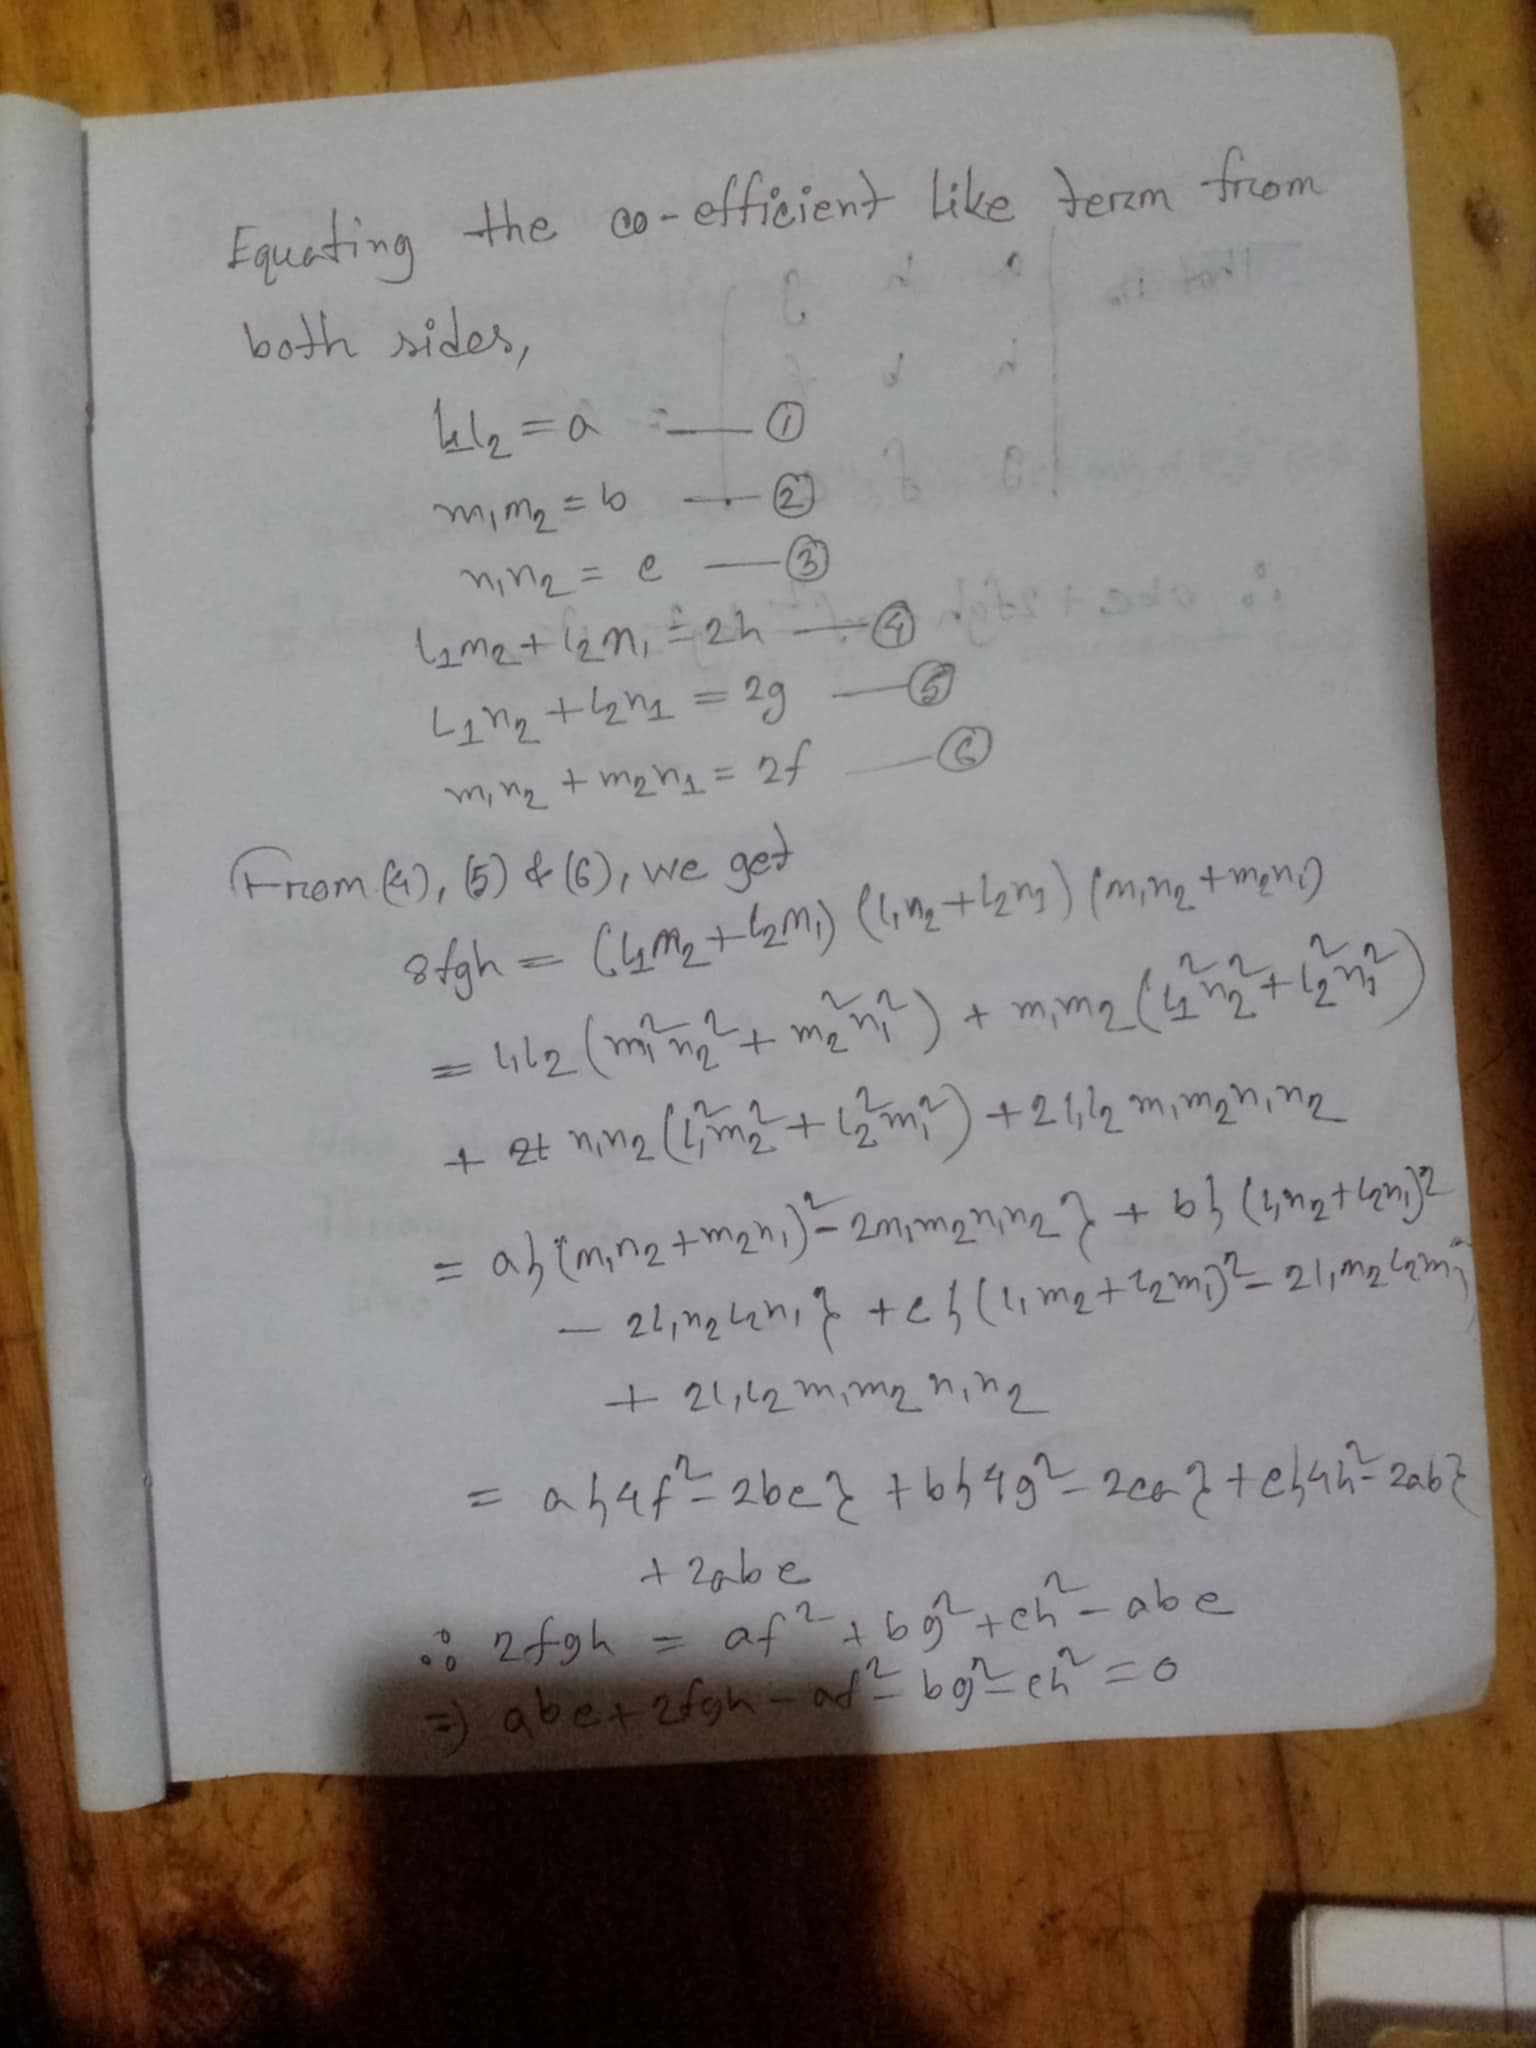 Equating the co-efficient like term from
both sides,
l₁l₂ = a — ①
m₁m₂ = b — ②
n₁n₂ = c — ③
l₁m₂ + l₂m₁ = 2h — ④
l₁n₂ + l₂n₁ = 2g — ⑤
m₁n₂ + m₂n₁ = 2f — ⑥
From (4), (5) & (6), we get
8fgh = (l₁m₂ + l₂m₁) (l₁n₂ + l₂n₁) (m₁n₂ + m₂n₁)
= l₁l₂ (m₁²n₂² + m₂²n₁²) + m₁m₂ (l₁²n₂² + l₂²n₁²)
+ n₁n₂ (l₁²m₂² + l₂²m₁²) + 2l₁l₂ m₁m₂n₁n₂
= a{(m₁n₂ + m₂n₁)² - 2m₁m₂n₁n₂} + b{(l₁n₂ + l₂n₁)²
- 2l₁n₂l₂n₁} + c{(l₁m₂ + l₂m₁)² - 2l₁m₂l₂m₁}
+ 2l₁l₂ m₁m₂ n₁n₂
= a{4f² - 2bc} + b{4g² - 2ca} + c{4h² - 2ab}
+ 2abc
∴ 2fgh = af² + bg² + ch² - abc
⇒ abc + 2fgh - af² - bg² - ch² = 0